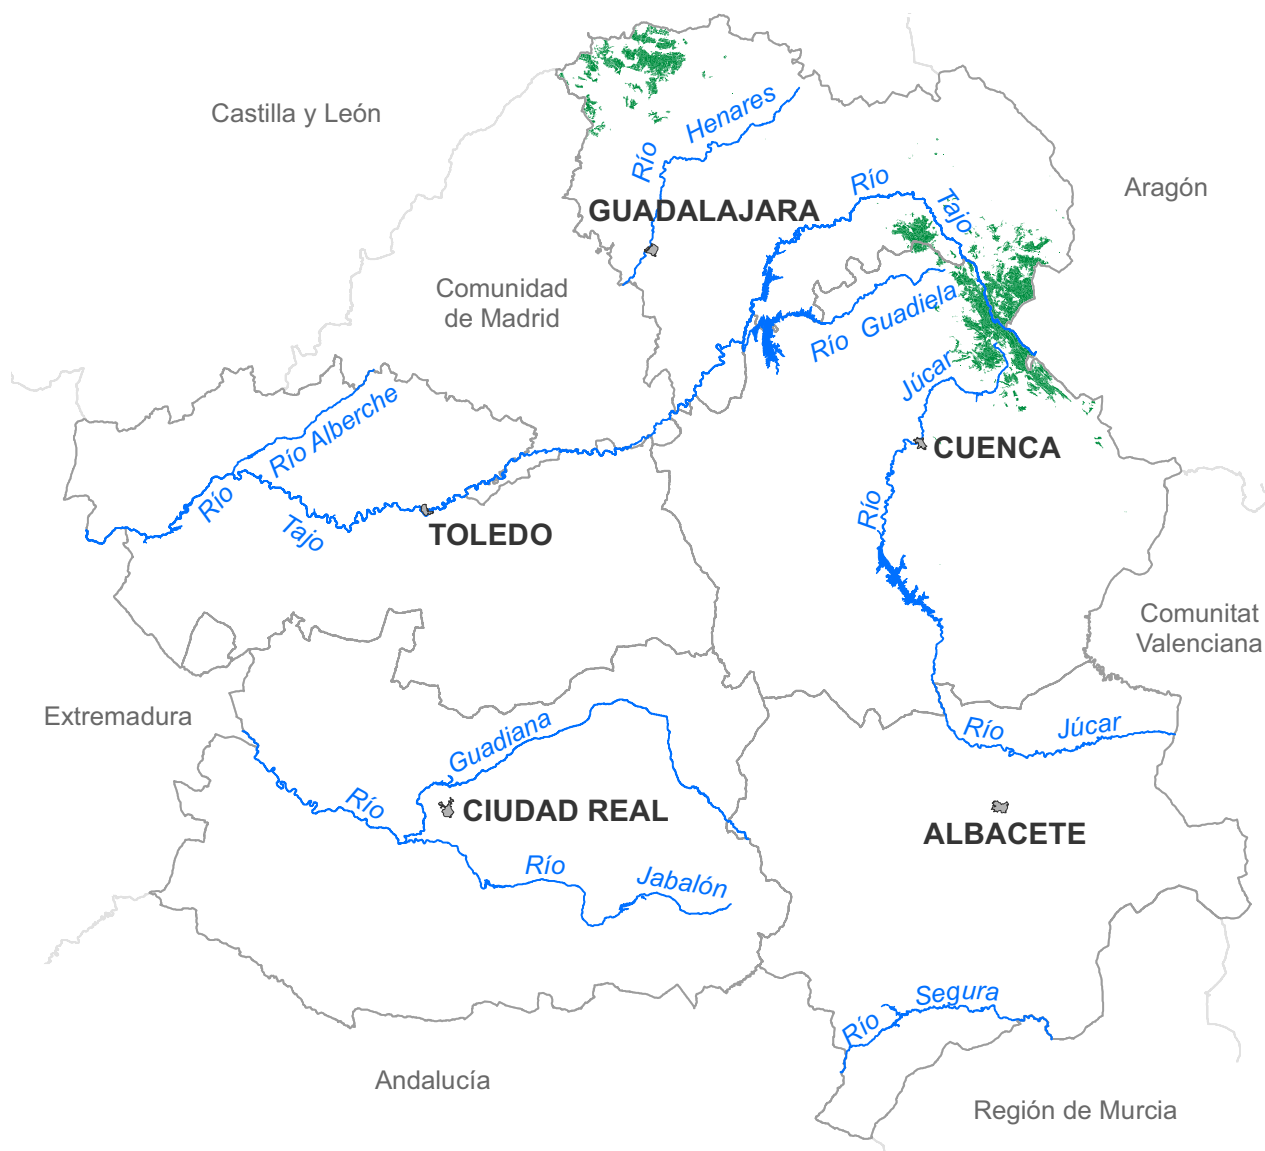 Castilla y León
Río
Henares
Río
Tajo
Aragón
GUADALAJARA
Comunidad
de Madrid
Río Guadiela
Júcar
Río Alberche
CUENCA
Río
Tajo
Río
TOLEDO
Comunitat
Valenciana
Extremadura
Guadiana
Río
Júcar
Río
CIUDAD REAL
ALBACETE
Río
Jabalón
Segura
Río
Andalucía
Región de Murcia